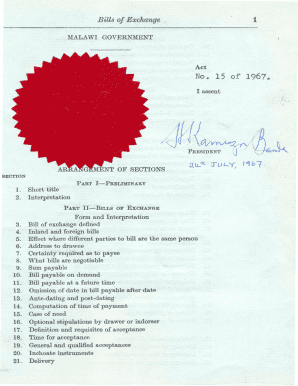 Bills of Exchange 1
MALAWI GOVERNMENT
Act
No. 15 of 1967.
I assent
H Kamuzu Banda
PRESIDENT
24th JULY, 1967
ARRANGEMENT OF SECTIONS
SECTION
PART I—PRELIMINARY
1. Short title
2. Interpretation
PART II—BILLS OF EXCHANGE
Form and Interpretation
3. Bill of exchange defined
4. Inland and foreign bills
5. Effect where different parties to bill are the same person
6. Address to drawee
7. Certainty required as to payee
8. What bills are negotiable
9. Sum payable
10. Bill payable on demand
11. Bill payable at a future time
12. Omission of date in bill payable after date
13. Ante-dating and post-dating
14. Computation of time of payment
15. Case of need
16. Optional stipulations by drawer or indorser
17. Definition and requisites of acceptance
18. Time for acceptance
19. General and qualified acceptances
20. Inchoate instruments
21. Delivery